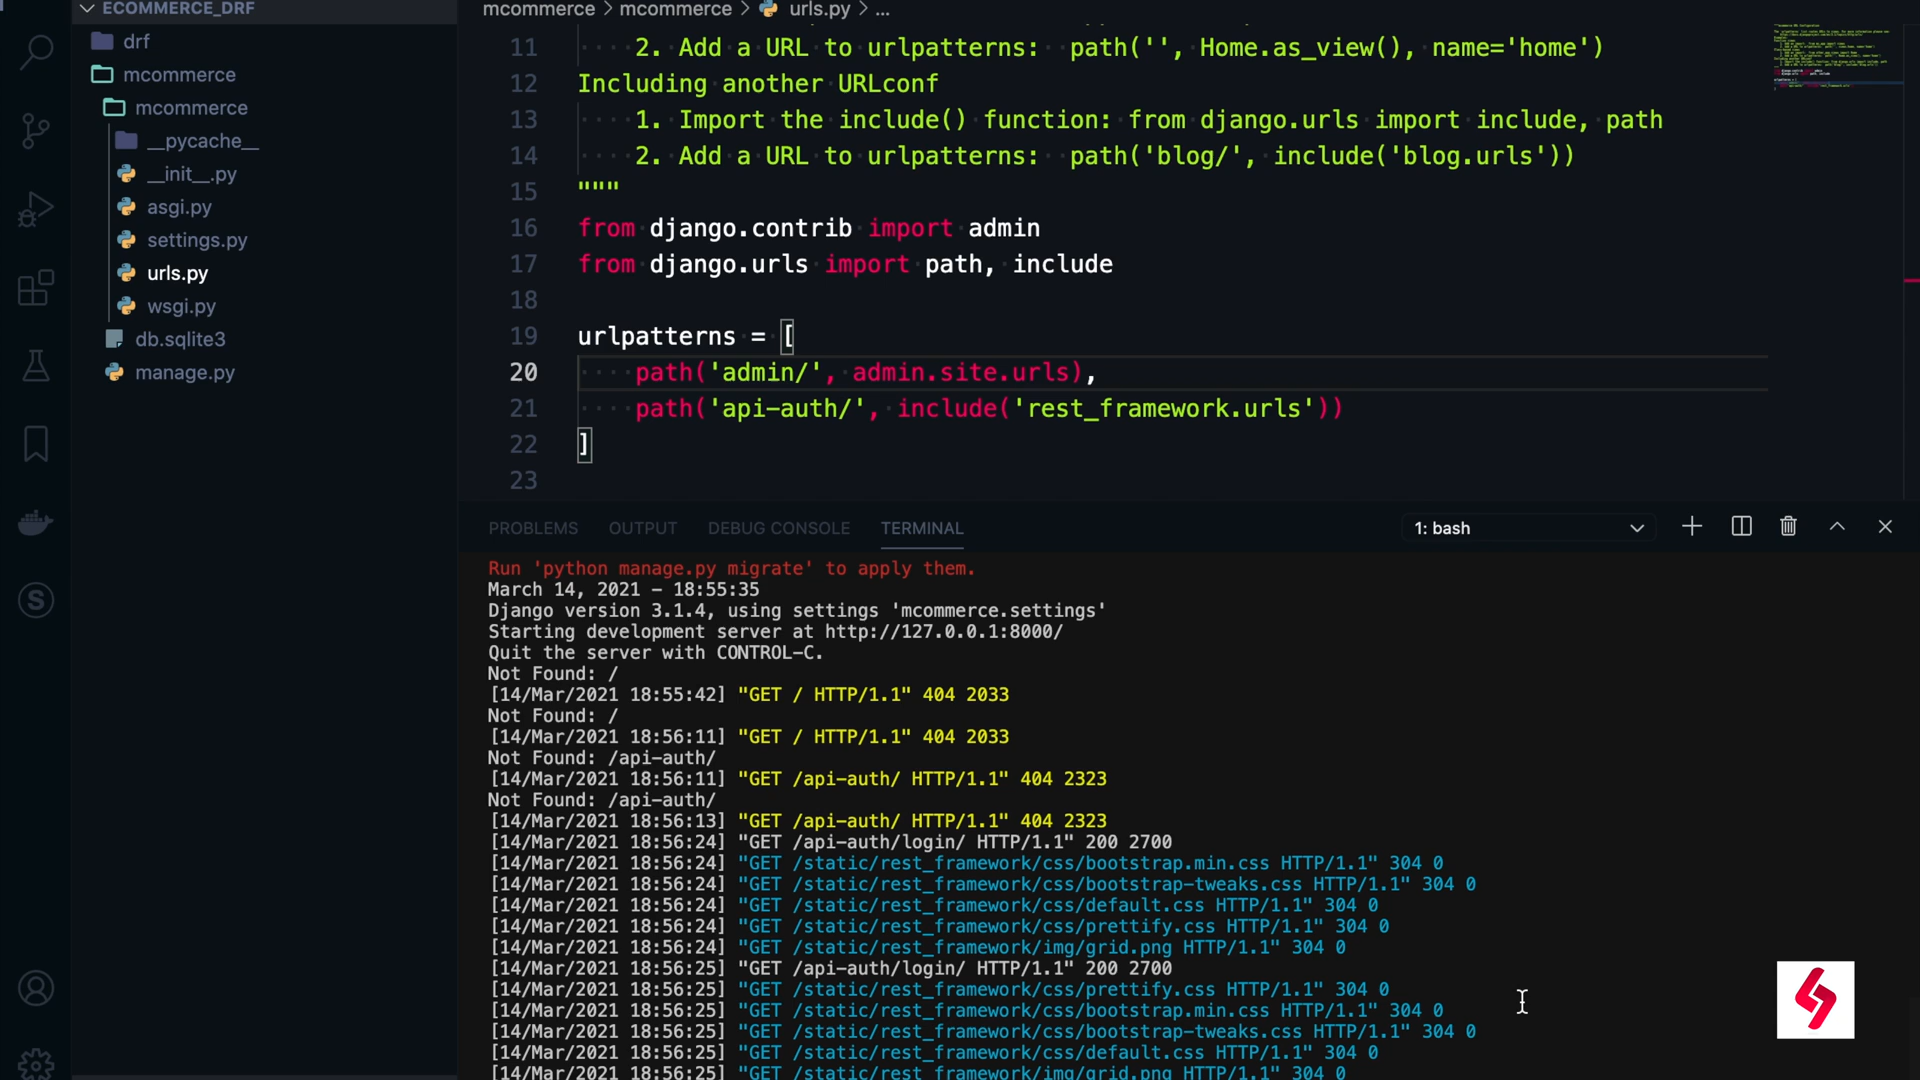 ECOMMERCE_DRF
drf
mcommerce
mcommerce
__pycache__
__init__.py
asgi.py
settings.py
urls.py
wsgi.py
db.sqlite3
manage.py
mcommerce > mcommerce > urls.py > ...
11 2. Add a URL to urlpatterns: path('', Home.as_view(), name='home')
12 Including another URLconf
13 1. Import the include() function: from django.urls import include, path
14 2. Add a URL to urlpatterns: path('blog/', include('blog.urls'))
15 """
16 from django.contrib import admin
17 from django.urls import path, include
18
19 urlpatterns = [
20 path('admin/', admin.site.urls),
21 path('api-auth/', include('rest_framework.urls'))
22 ]
23
PROBLEMS OUTPUT DEBUG CONSOLE TERMINAL 1: bash
Run 'python manage.py migrate' to apply them.
March 14, 2021 - 18:55:35
Django version 3.1.4, using settings 'mcommerce.settings'
Starting development server at http://127.0.0.1:8000/
Quit the server with CONTROL-C.
Not Found: /
[14/Mar/2021 18:55:42] "GET / HTTP/1.1" 404 2033
Not Found: /
[14/Mar/2021 18:56:11] "GET / HTTP/1.1" 404 2033
Not Found: /api-auth/
[14/Mar/2021 18:56:11] "GET /api-auth/ HTTP/1.1" 404 2323
Not Found: /api-auth/
[14/Mar/2021 18:56:13] "GET /api-auth/ HTTP/1.1" 404 2323
[14/Mar/2021 18:56:24] "GET /api-auth/login/ HTTP/1.1" 200 2700
[14/Mar/2021 18:56:24] "GET /static/rest_framework/css/bootstrap.min.css HTTP/1.1" 304 0
[14/Mar/2021 18:56:24] "GET /static/rest_framework/css/bootstrap-tweaks.css HTTP/1.1" 304 0
[14/Mar/2021 18:56:24] "GET /static/rest_framework/css/default.css HTTP/1.1" 304 0
[14/Mar/2021 18:56:24] "GET /static/rest_framework/css/prettify.css HTTP/1.1" 304 0
[14/Mar/2021 18:56:24] "GET /static/rest_framework/img/grid.png HTTP/1.1" 304 0
[14/Mar/2021 18:56:25] "GET /api-auth/login/ HTTP/1.1" 200 2700
[14/Mar/2021 18:56:25] "GET /static/rest_framework/css/prettify.css HTTP/1.1" 304 0
[14/Mar/2021 18:56:25] "GET /static/rest_framework/css/bootstrap.min.css HTTP/1.1" 304 0
[14/Mar/2021 18:56:25] "GET /static/rest_framework/css/bootstrap-tweaks.css HTTP/1.1" 304 0
[14/Mar/2021 18:56:25] "GET /static/rest_framework/css/default.css HTTP/1.1" 304 0
[14/Mar/2021 18:56:25] "GET /static/rest_framework/img/grid.png HTTP/1.1" 304 0